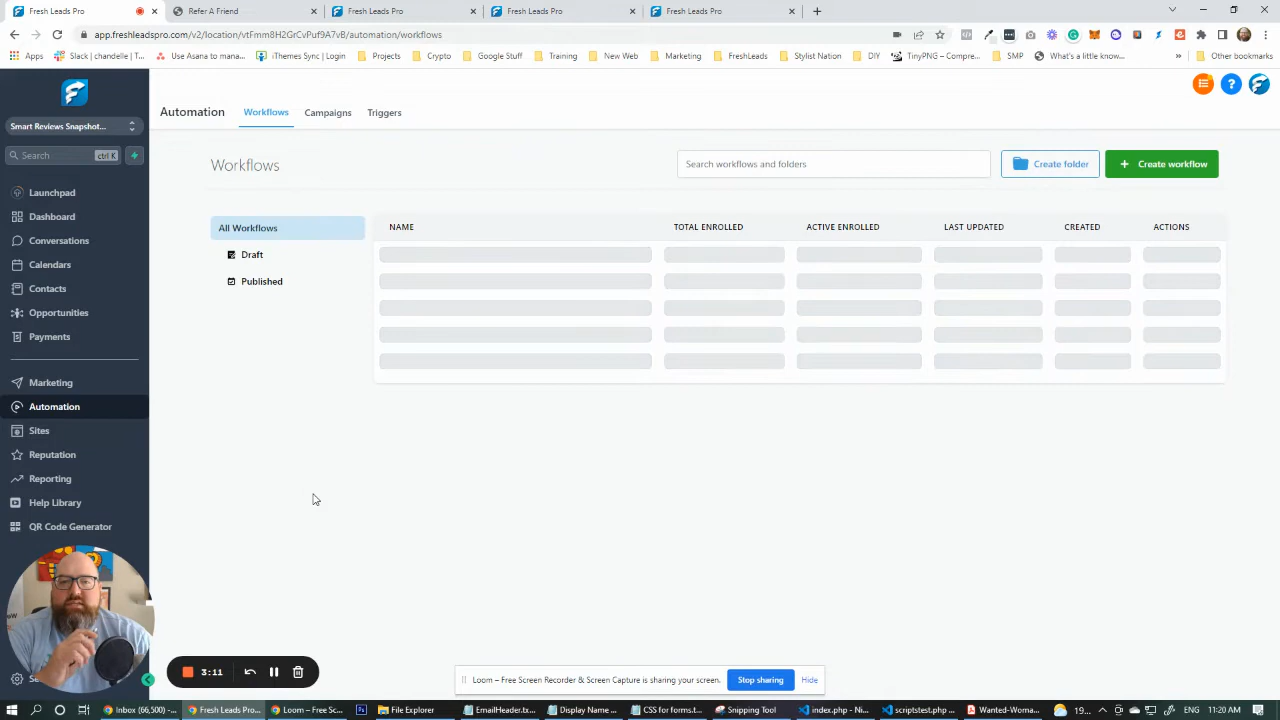 Fresh Leads Pro
Refer A Friend
Fresh Leads Pro
Fresh Leads Pro
Fresh Leads Pro
app.freshleadspro.com/v2/location/vtFmm8H2GrCvPuf9A7vB/automation/workflows
Apps
Slack | chandelle | ...
Use Asana to manag...
iThemes Sync | Login
Projects
Cryptos
Google Stuff
Training
New Web
Marketing
FreshLeads
Stylist Nation
DIY
TinyPNG – Compre...
SMP
What's a little know...
»
Other bookmarks
Automation
Workflows
Campaigns
Triggers
Smart Reviews Snapshot...
Search
ctrl K
Launchpad
Dashboard
Conversations
Calendars
Contacts
Opportunities
Payments
Marketing
Automation
Sites
Reputation
Reporting
Help Library
QR Code Generator
Workflows
Search workflows and folders
Create folder
+ Create workflow
All Workflows
Draft
Published
NAME
TOTAL ENROLLED
ACTIVE ENROLLED
LAST UPDATED
CREATED
ACTIONS
3:11
Loom – Free Screen Recorder & Screen Capture is sharing your screen.
Stop sharing
Hide
Inbox (66,500) - ...
Fresh Leads Pro...
Loom – Free Scr...
File Explorer
EmailHeader.tx...
Display Name ...
CSS for forms.t...
Snipping Tool
index.php - Ni...
scriptstest.php ...
Wanted-Woma...
19...
11:20 AM